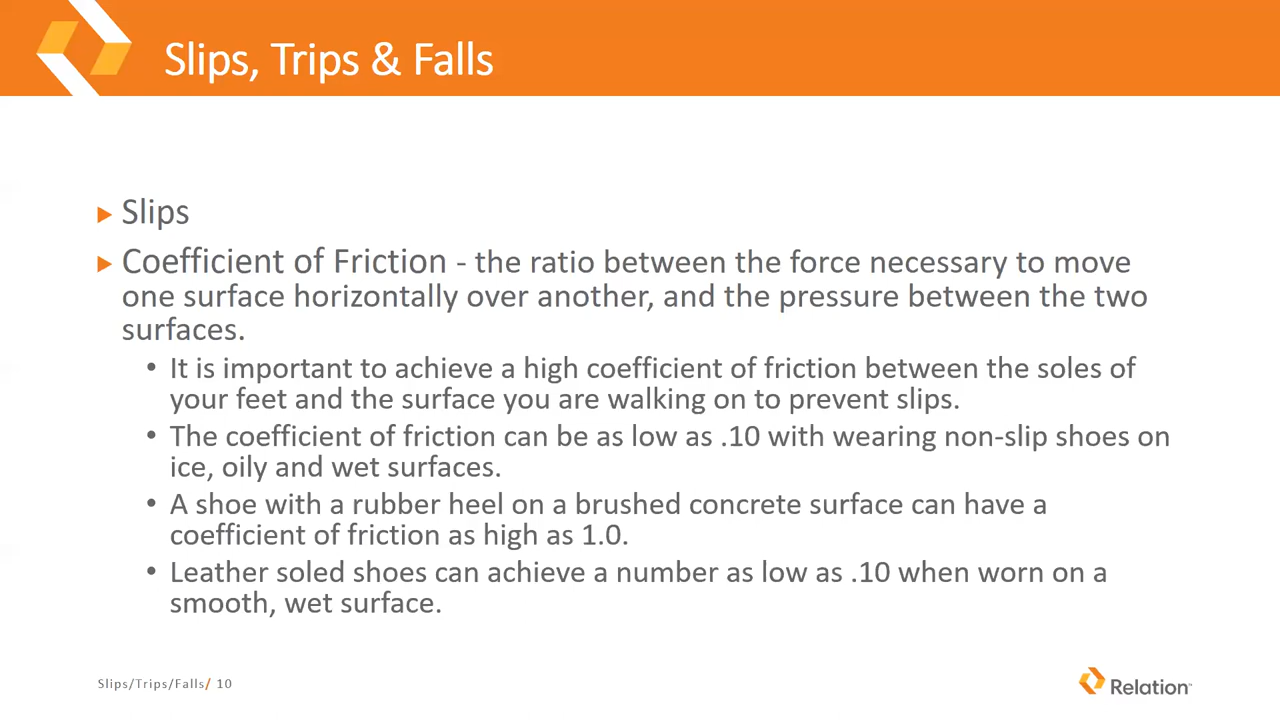 Slips, Trips & Falls
Slips
Coefficient of Friction - the ratio between the force necessary to move
one surface horizontally over another, and the pressure between the two
surfaces.
• It is important to achieve a high coefficient of friction between the soles of
your feet and the surface you are walking on to prevent slips.
• The coefficient of friction can be as low as .10 with wearing non-slip shoes on
ice, oily and wet surfaces.
• A shoe with a rubber heel on a brushed concrete surface can have a
coefficient of friction as high as 1.0.
• Leather soled shoes can achieve a number as low as .10 when worn on a
smooth, wet surface.
Slips/Trips/Falls/ 10
Relation™